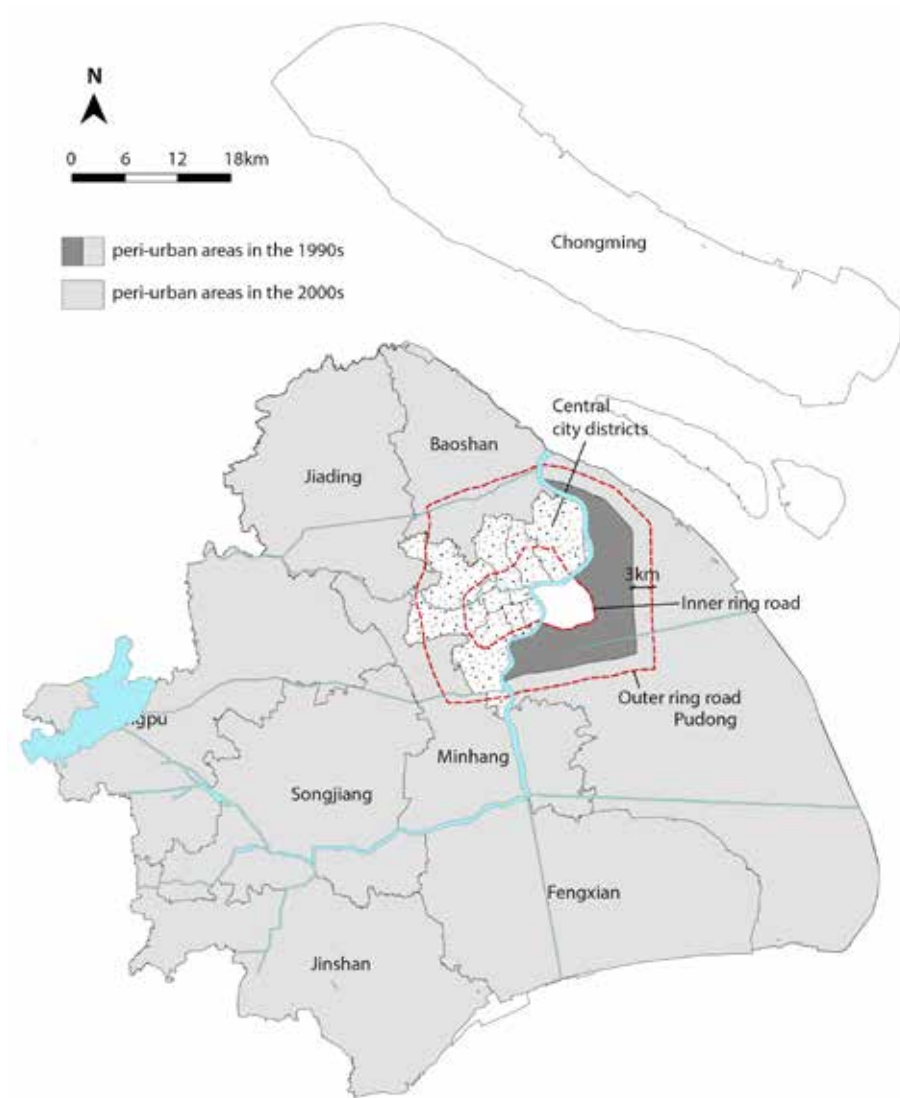 N
0 6 12 18km
peri-urban areas in the 1990s
peri-urban areas in the 2000s
Chongming
Central
city districts
Baoshan
Jiading
3km
Inner ring road
Outer ring road
Pudong
ngpu
Minhang
Songjiang
Fengxian
Jinshan